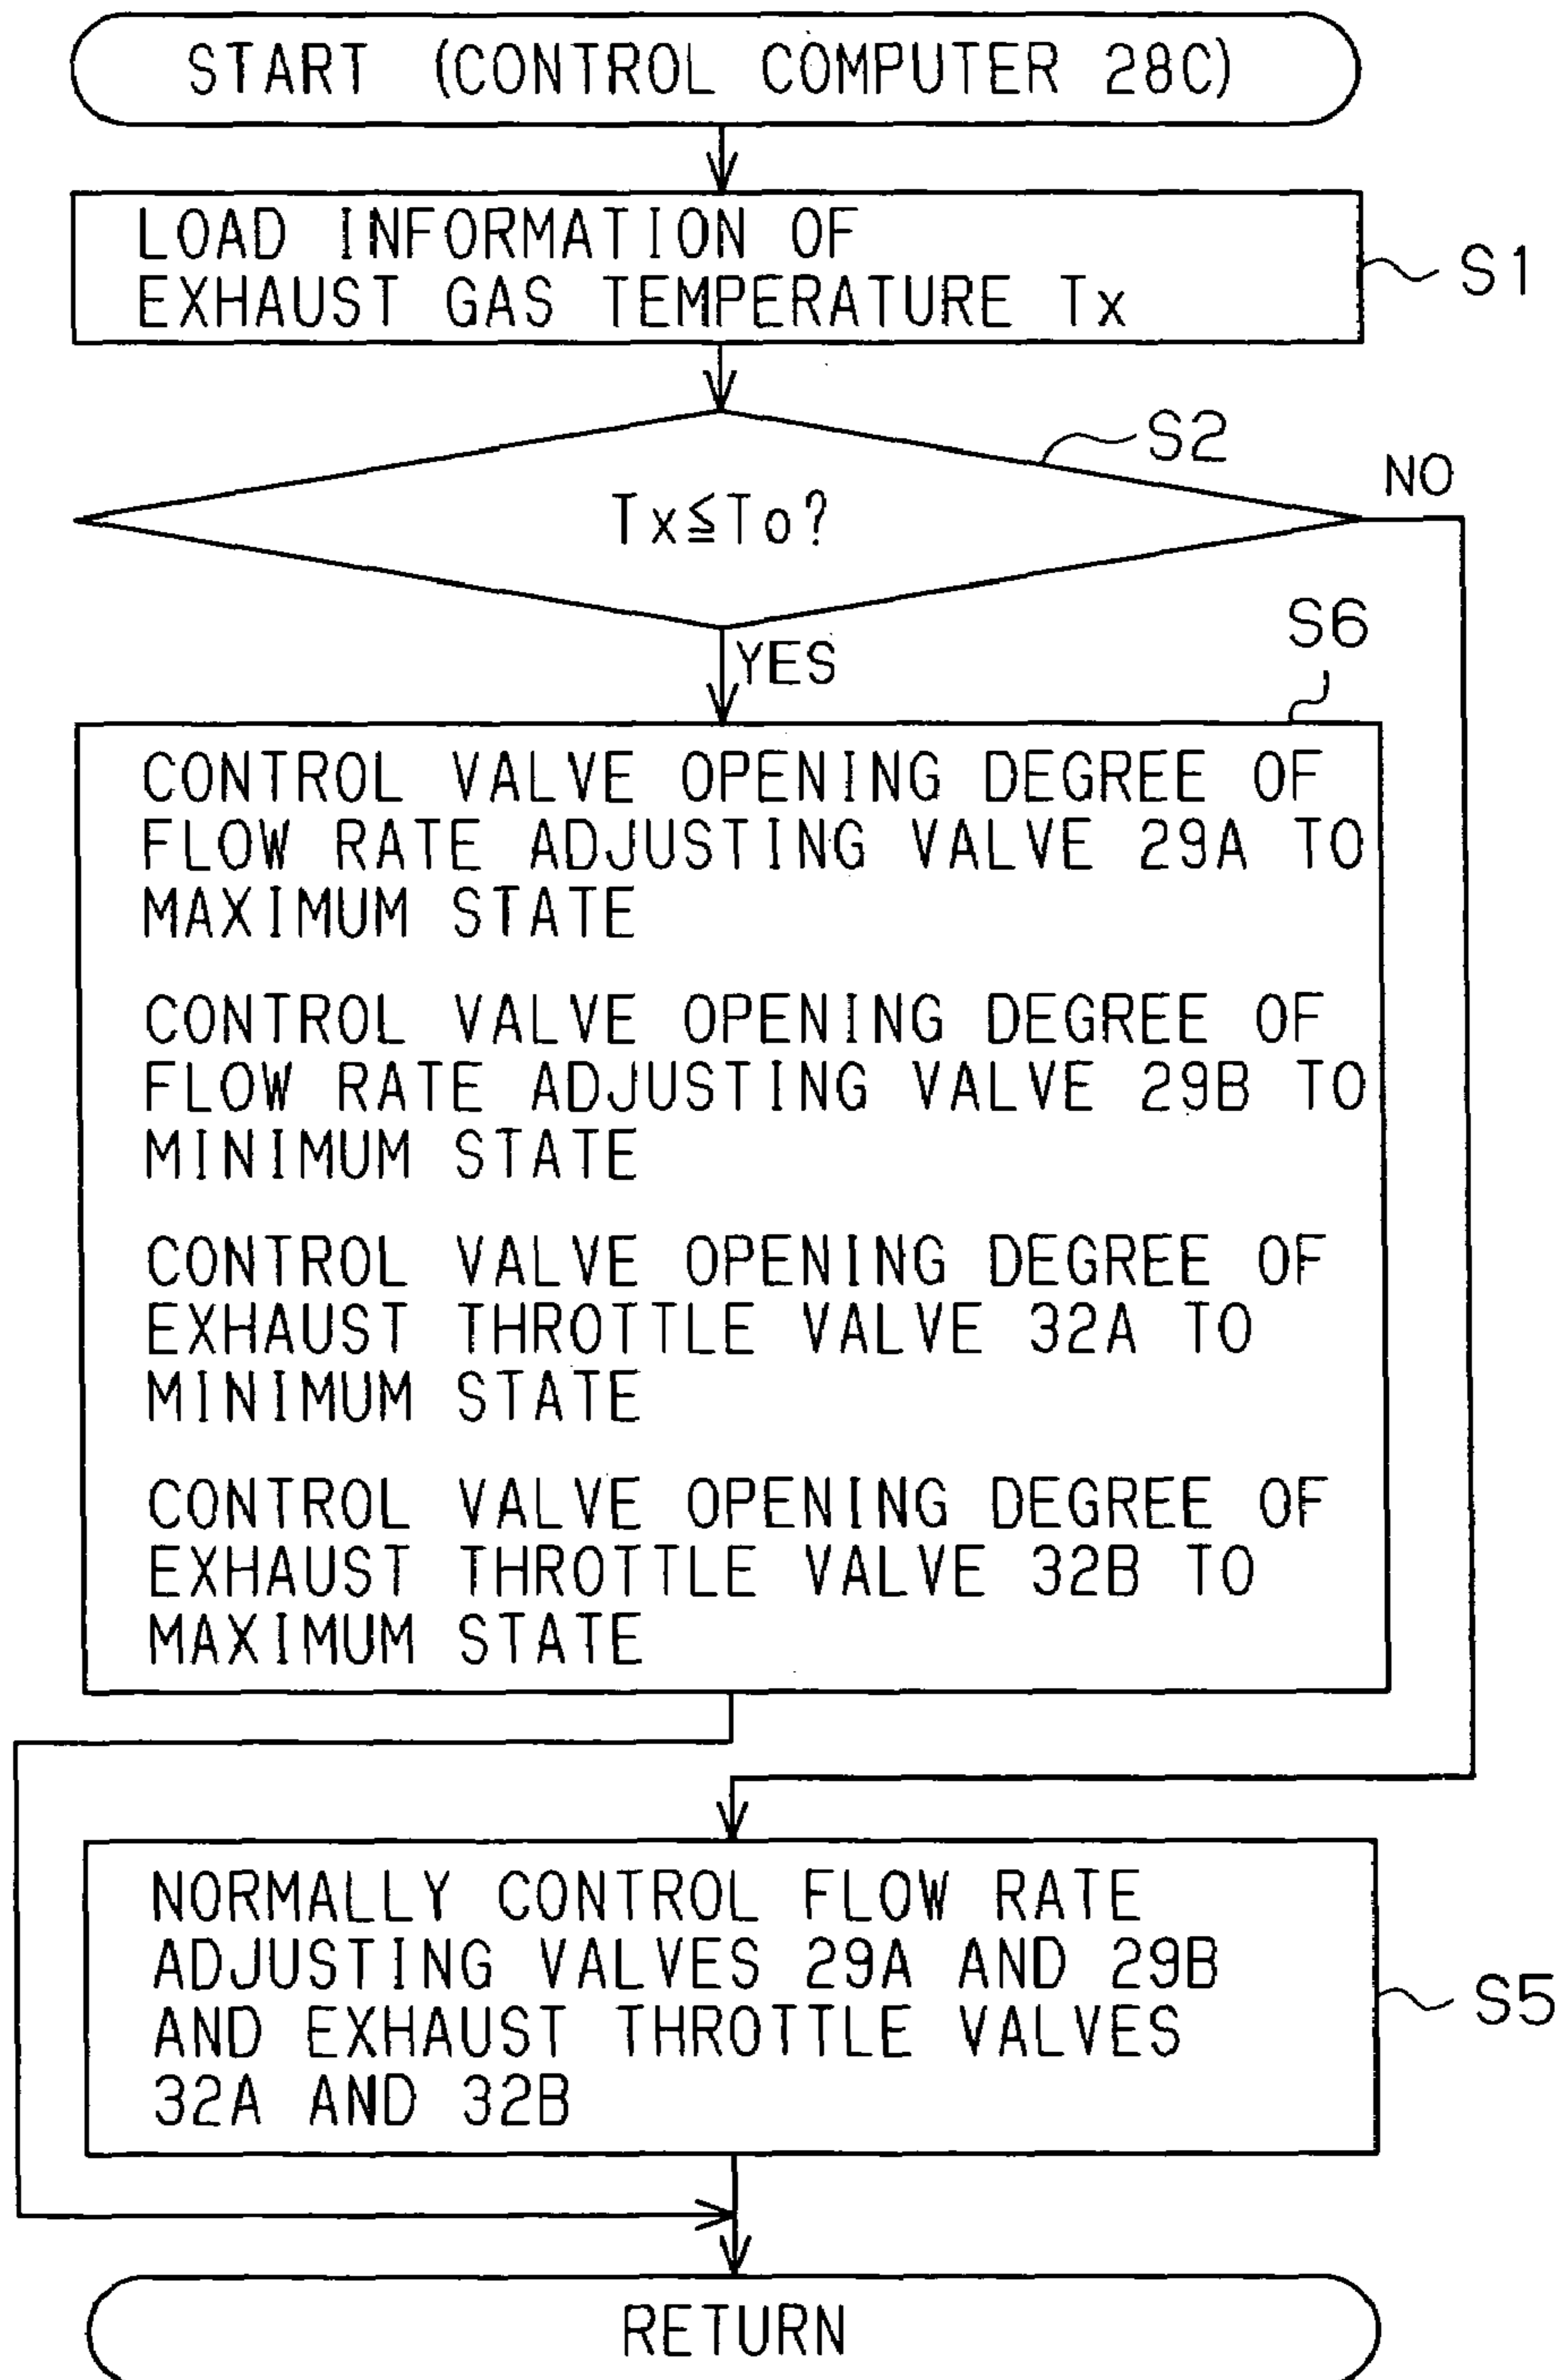 START (CONTROL COMPUTER 28C)
LOAD INFORMATION OF
EXHAUST GAS TEMPERATURE Tx
S1
S2
Tx≦To?
NO
YES
S6
CONTROL VALVE OPENING DEGREE OF
FLOW RATE ADJUSTING VALVE 29A TO
MAXIMUM STATE
CONTROL VALVE OPENING DEGREE OF
FLOW RATE ADJUSTING VALVE 29B TO
MINIMUM STATE
CONTROL VALVE OPENING DEGREE OF
EXHAUST THROTTLE VALVE 32A TO
MINIMUM STATE
CONTROL VALVE OPENING DEGREE OF
EXHAUST THROTTLE VALVE 32B TO
MAXIMUM STATE
NORMALLY CONTROL FLOW RATE
ADJUSTING VALVES 29A AND 29B
AND EXHAUST THROTTLE VALVES
32A AND 32B
S5
RETURN